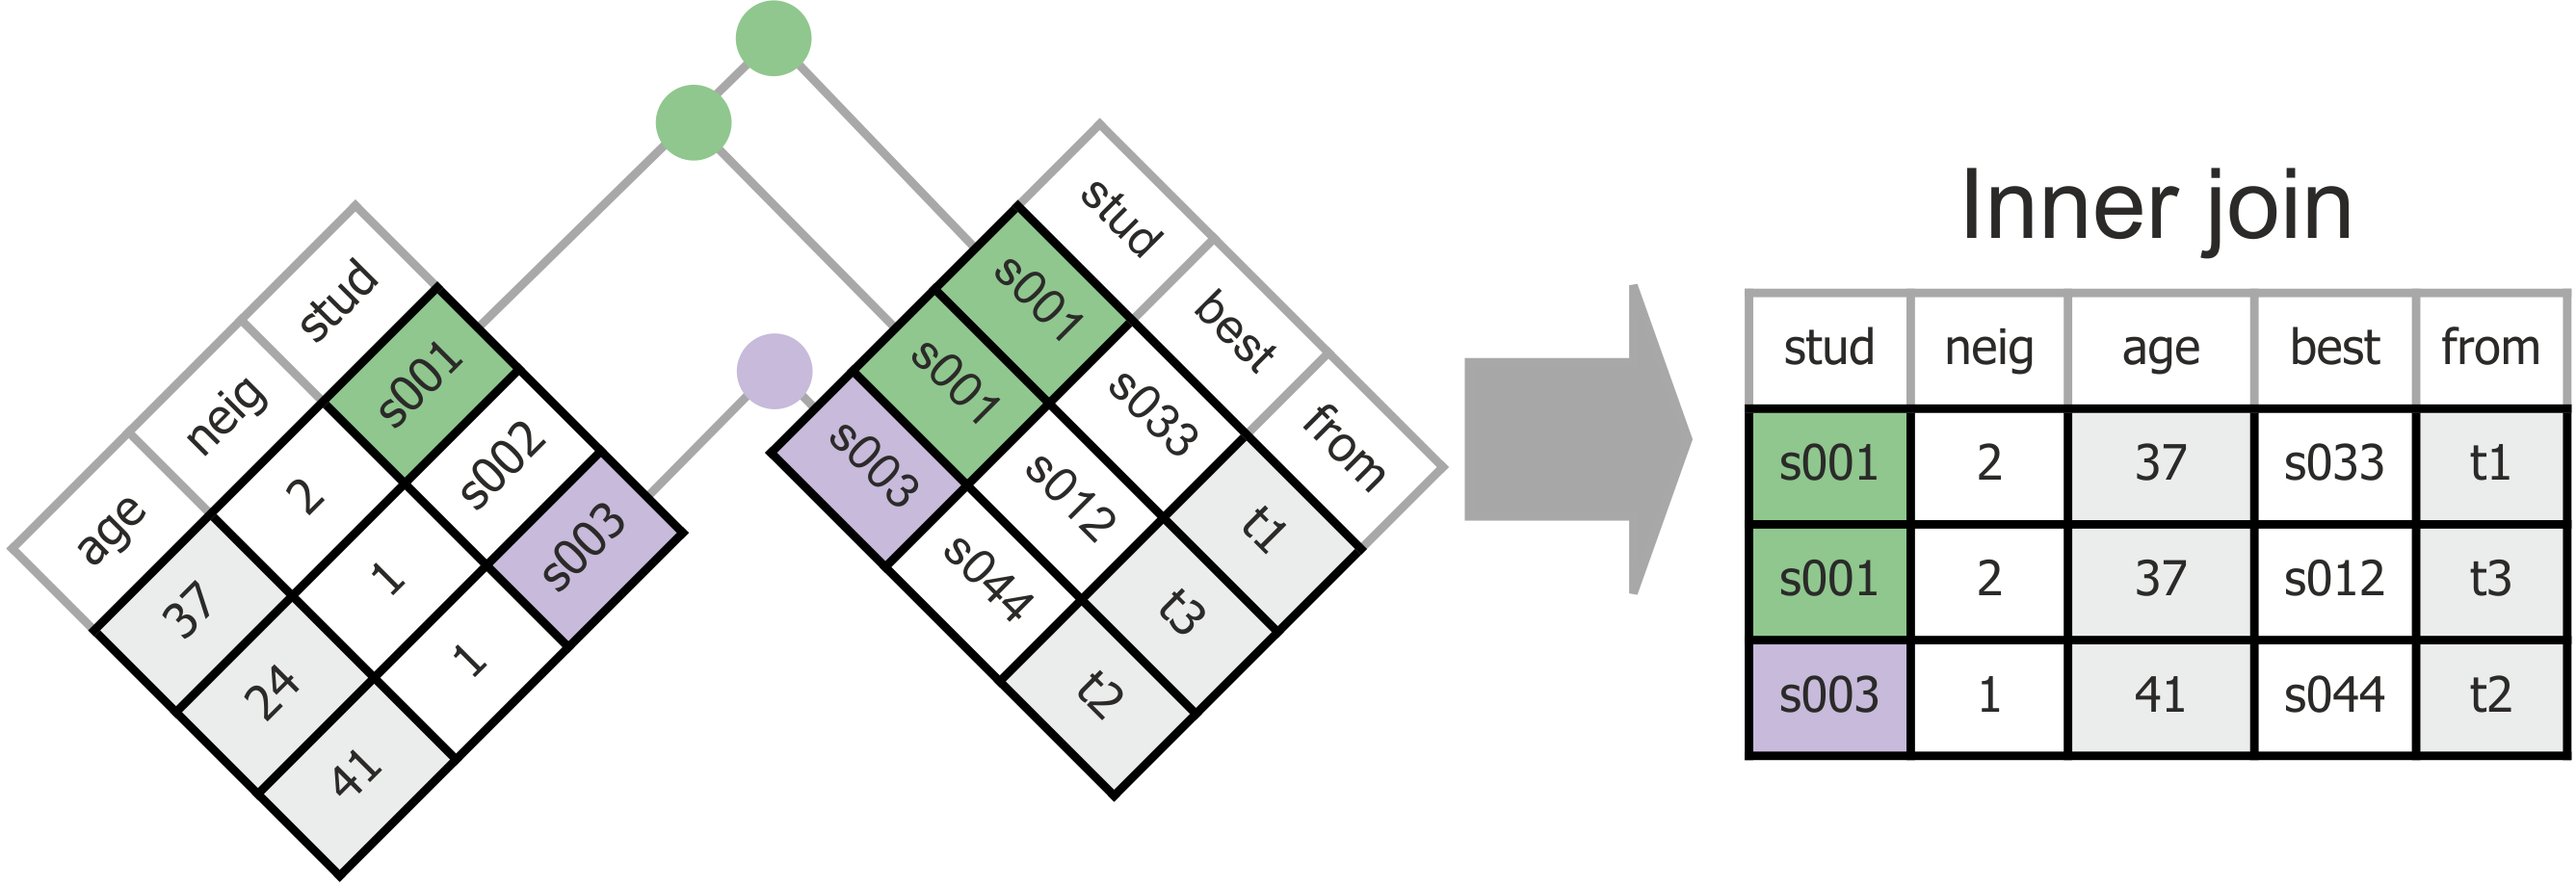 age neig stud
37 2 s001
24 1 s002
41 1 s003
stud best from
s001 s033 t1
s001 s012 t3
s003 s044 t2
Inner join
stud neig age best from
s001 2 37 s033 t1
s001 2 37 s012 t3
s003 1 41 s044 t2